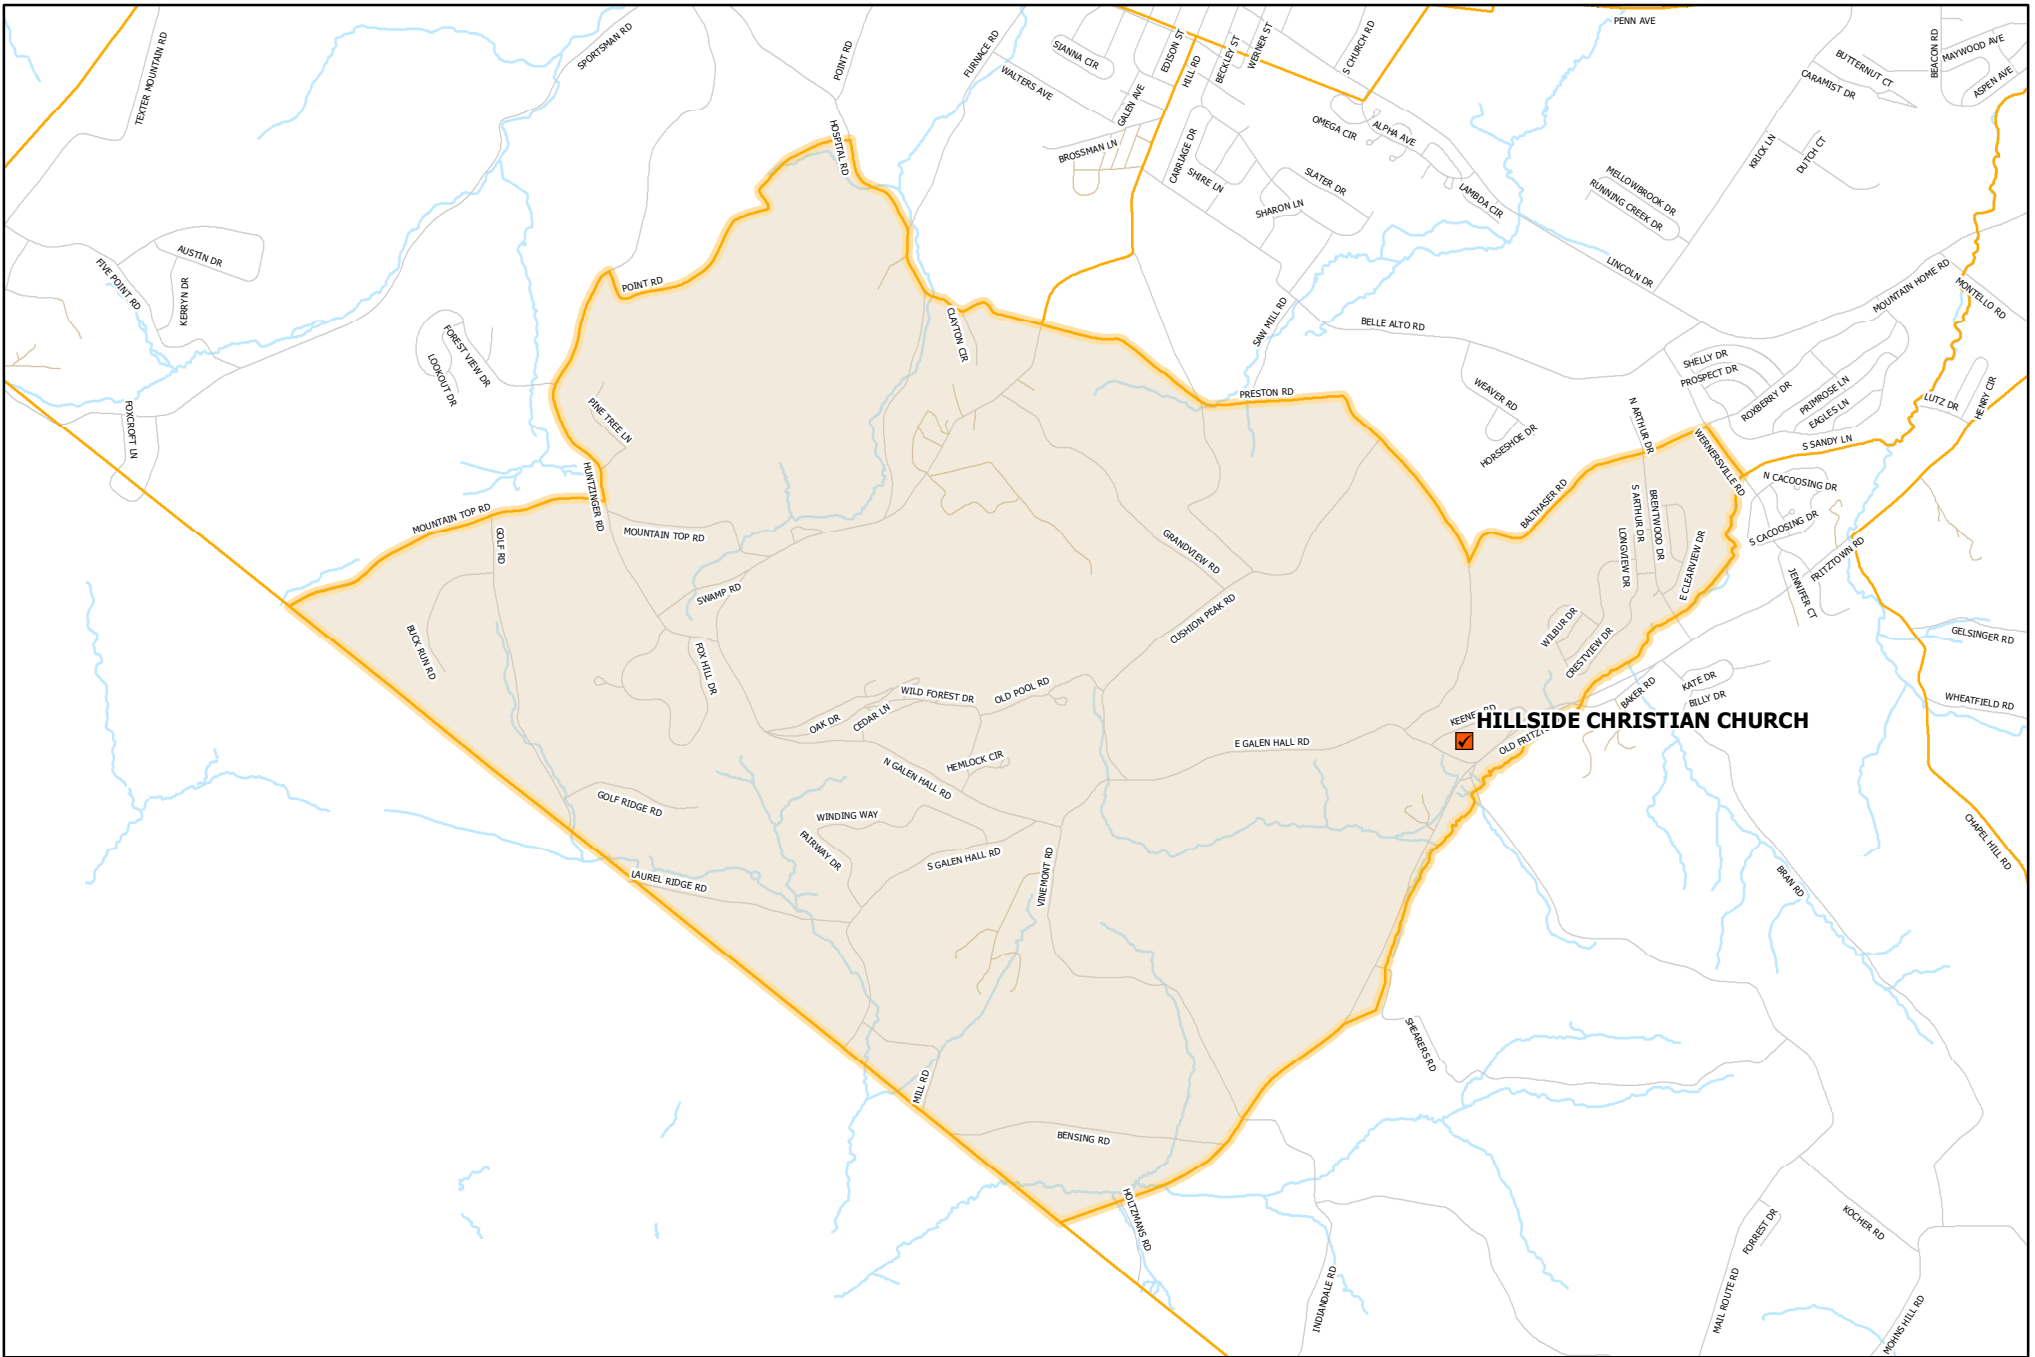 TEXTER MOUNTAIN RD
SPORTSMAN RD
POINT RD
FURNACE RD
SIANNA CIR
WALTERS AVE
EDISON ST
HILL RD
BECKLEY ST
WERNER ST
S CHURCH RD
PENN AVE
BUTTERNUT CT
CARAMIST DR
BEACON RD
MAYWOOD AVE
ASPEN AVE
GALEN AVE
BROSSMAN LN
CARRIAGE DR
SHIRE LN
OMEGA CIR
ALPHA AVE
SLATER DR
SHARON LN
LAMBDA CIR
KRICK LN
DUTCH CT
MELLOWBROOK DR
RUNNING CREEK DR
HOSPITAL RD
FIVE POINT RD
AUSTIN DR
KERRYN DR
POINT RD
LINCOLN DR
MOUNTAIN HOME RD
MONTELLO RD
FOREST VIEW DR
LOOKOUT DR
CLAYTON CIR
SAW MILL RD
BELLE ALTO RD
SHELLY DR
PROSPECT DR
ROXBERRY DR
PRIMROSE LN
EAGLES LN
LUTZ DR
HENRY CIR
FOXCROFT LN
PINE TREE LN
PRESTON RD
WEAVER RD
HORSESHOE DR
N ARTHUR DR
WERNERSVILLE RD
S SANDY LN
HUNTZINGER RD
MOUNTAIN TOP RD
GOLF RD
MOUNTAIN TOP RD
BALTHASER RD
S ARTHUR DR
BRENTWOOD DR
LONGVIEW DR
E CLEARVIEW DR
N CACOOSING DR
S CACOOSING DR
FRITZTOWN RD
JENNIFER CT
GRANDVIEW RD
SWAMP RD
CUSHION PEAK RD
BUCK RUN RD
FOX HILL DR
WILBUR DR
CRESTVIEW DR
GELSINGER RD
WILD FOREST DR
OLD POOL RD
OAK DR
CEDAR LN
BAKER RD
KATE DR
BILLY DR
WHEATFIELD RD
HILLSIDE CHRISTIAN CHURCH
E GALEN HALL RD
N GALEN HALL RD
HEMLOCK CIR
GOLF RIDGE RD
WINDING WAY
FAIRWAY DR
S GALEN HALL RD
CHAPEL HILL RD
LAUREL RIDGE RD
VINEMONT RD
BRAN RD
SHEARERS RD
MILL RD
BENSING RD
HOLTZMANS RD
INDIANDALE RD
FORREST DR
KOCHER RD
MAIL ROUTE RD
MOHNS HILL RD